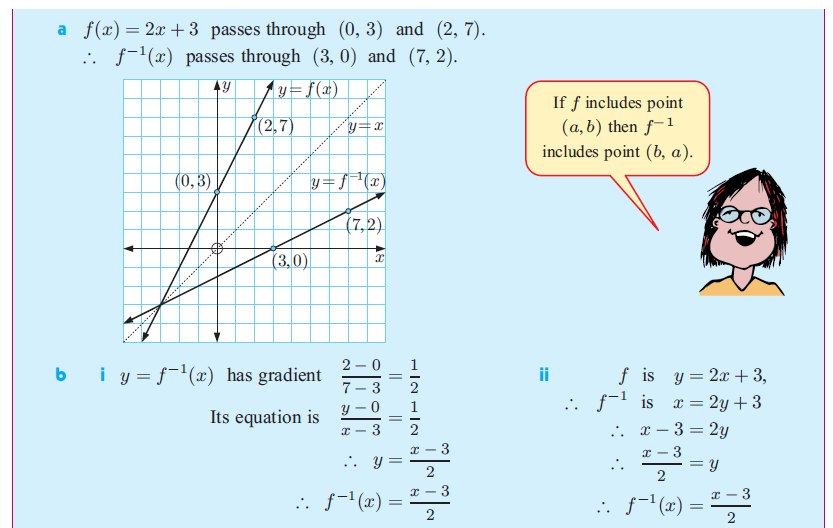 a f(x) = 2x + 3 passes through (0, 3) and (2, 7).
∴ f⁻¹(x) passes through (3, 0) and (7, 2).
y
y = f(x)
(2, 7)
y = x
(0, 3)
y = f⁻¹(x)
(7, 2)
(3, 0)
x
If f includes point
(a, b) then f⁻¹
includes point (b, a).
b i y = f⁻¹(x) has gradient (2 − 0)/(7 − 3) = 1/2
Its equation is (y − 0)/(x − 3) = 1/2
∴ y = (x − 3)/2
∴ f⁻¹(x) = (x − 3)/2
ii f is y = 2x + 3,
∴ f⁻¹ is x = 2y + 3
∴ x − 3 = 2y
∴ (x − 3)/2 = y
∴ f⁻¹(x) = (x − 3)/2